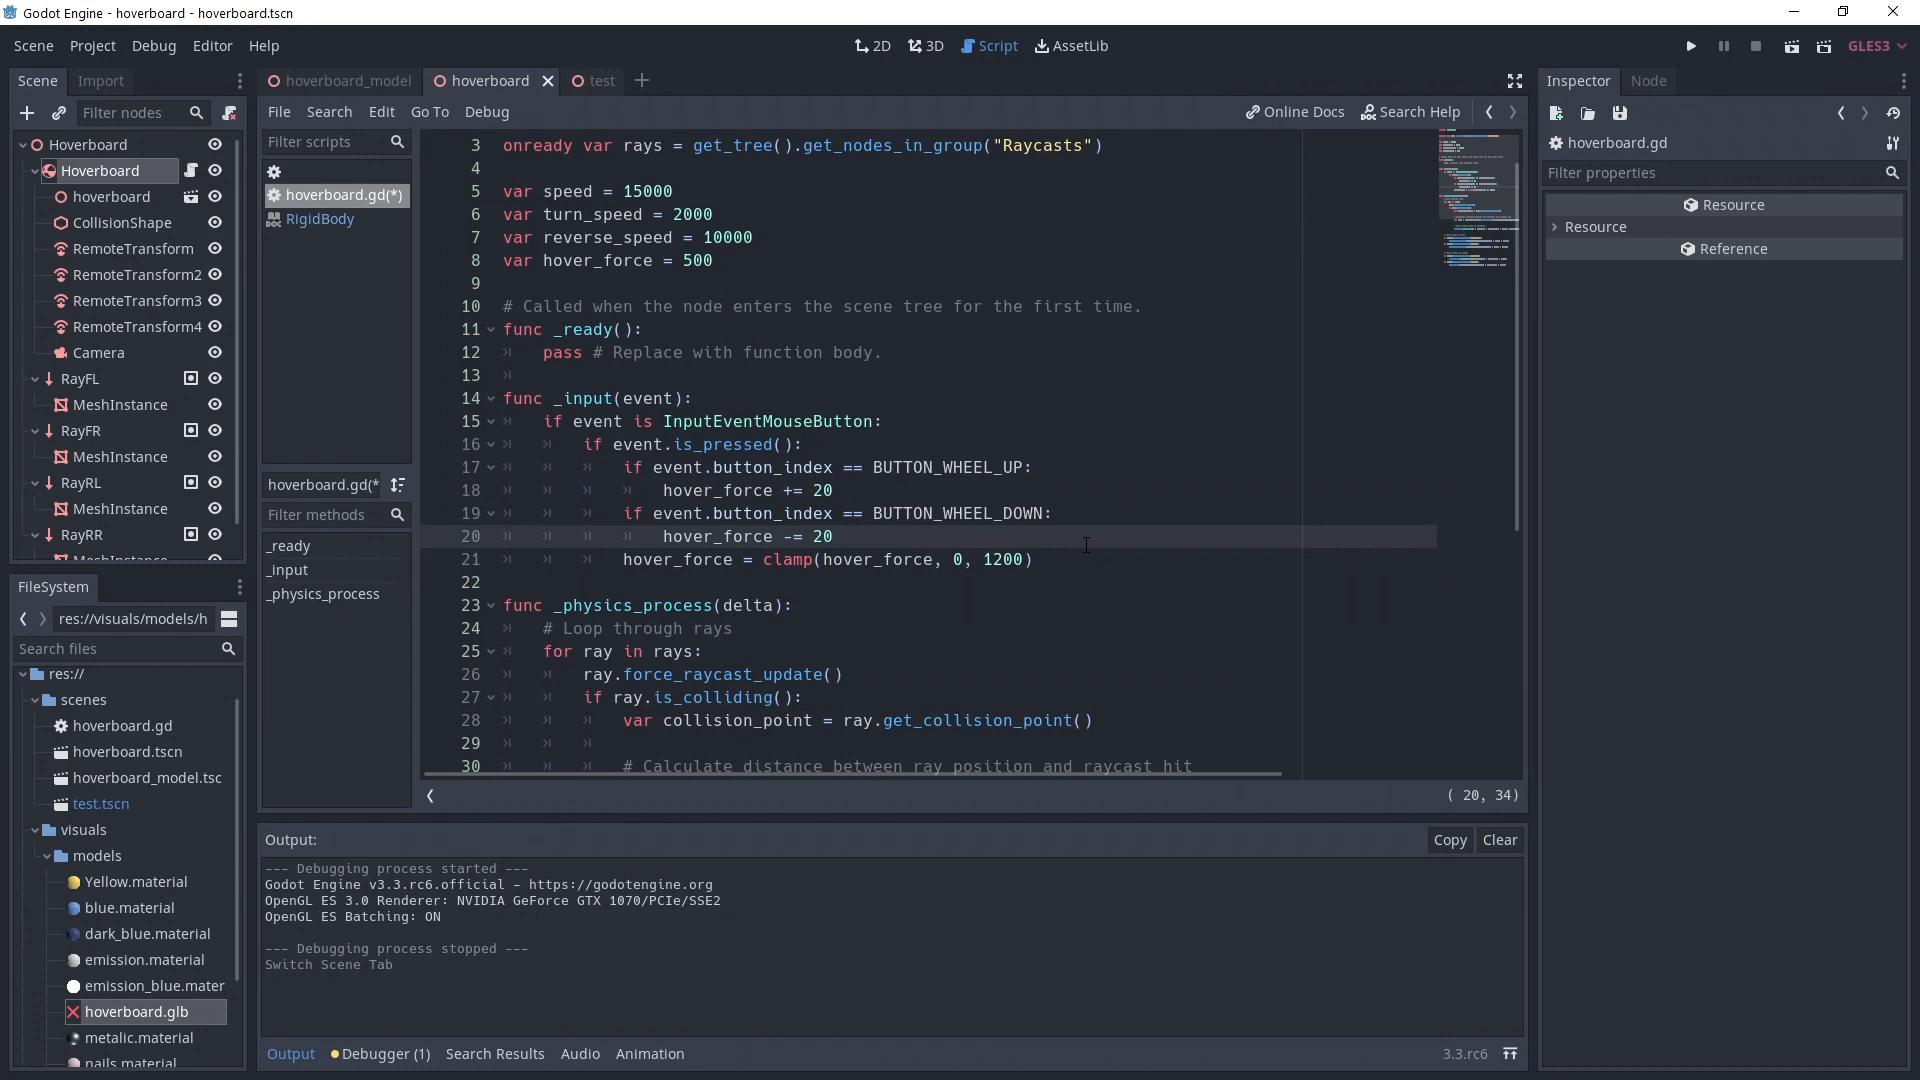 Godot Engine - hoverboard - hoverboard.tscn
Scene Project Debug Editor Help
2D 3D Script AssetLib
GLES3
Scene Import
Filter nodes
Hoverboard
Hoverboard
hoverboard
CollisionShape
RemoteTransform
RemoteTransform2
RemoteTransform3
RemoteTransform4
Camera
RayFL
MeshInstance
RayFR
MeshInstance
RayRL
MeshInstance
RayRR
MeshInstance
FileSystem
res://visuals/models/h
Search files
res://
scenes
hoverboard.gd
hoverboard.tscn
hoverboard_model.tsc
test.tscn
visuals
models
Yellow.material
blue.material
dark_blue.material
emission.material
emission_blue.mater
hoverboard.glb
metalic.material
nails.material
hoverboard_model hoverboard test
File Search Edit Go To Debug
Online Docs Search Help
Filter scripts
hoverboard.gd(*)
RigidBody
hoverboard.gd(*
Filter methods
_ready
_input
_physics_process
3 onready var rays = get_tree().get_nodes_in_group("Raycasts")
4
5 var speed = 15000
6 var turn_speed = 2000
7 var reverse_speed = 10000
8 var hover_force = 500
9
10 # Called when the node enters the scene tree for the first time.
11 func _ready():
12 pass # Replace with function body.
13
14 func _input(event):
15 if event is InputEventMouseButton:
16 if event.is_pressed():
17 if event.button_index == BUTTON_WHEEL_UP:
18 hover_force += 20
19 if event.button_index == BUTTON_WHEEL_DOWN:
20 hover_force -= 20
21 hover_force = clamp(hover_force, 0, 1200)
22
23 func _physics_process(delta):
24 # Loop through rays
25 for ray in rays:
26 ray.force_raycast_update()
27 if ray.is_colliding():
28 var collision_point = ray.get_collision_point()
29
30 # Calculate distance between ray position and raycast hit
( 20, 34)
Output:
Copy Clear
--- Debugging process started ---
Godot Engine v3.3.rc6.official - https://godotengine.org
OpenGL ES 3.0 Renderer: NVIDIA GeForce GTX 1070/PCIe/SSE2
OpenGL ES Batching: ON
--- Debugging process stopped ---
Switch Scene Tab
Output Debugger (1) Search Results Audio Animation
3.3.rc6
Inspector Node
hoverboard.gd
Filter properties
Resource
Resource
Reference